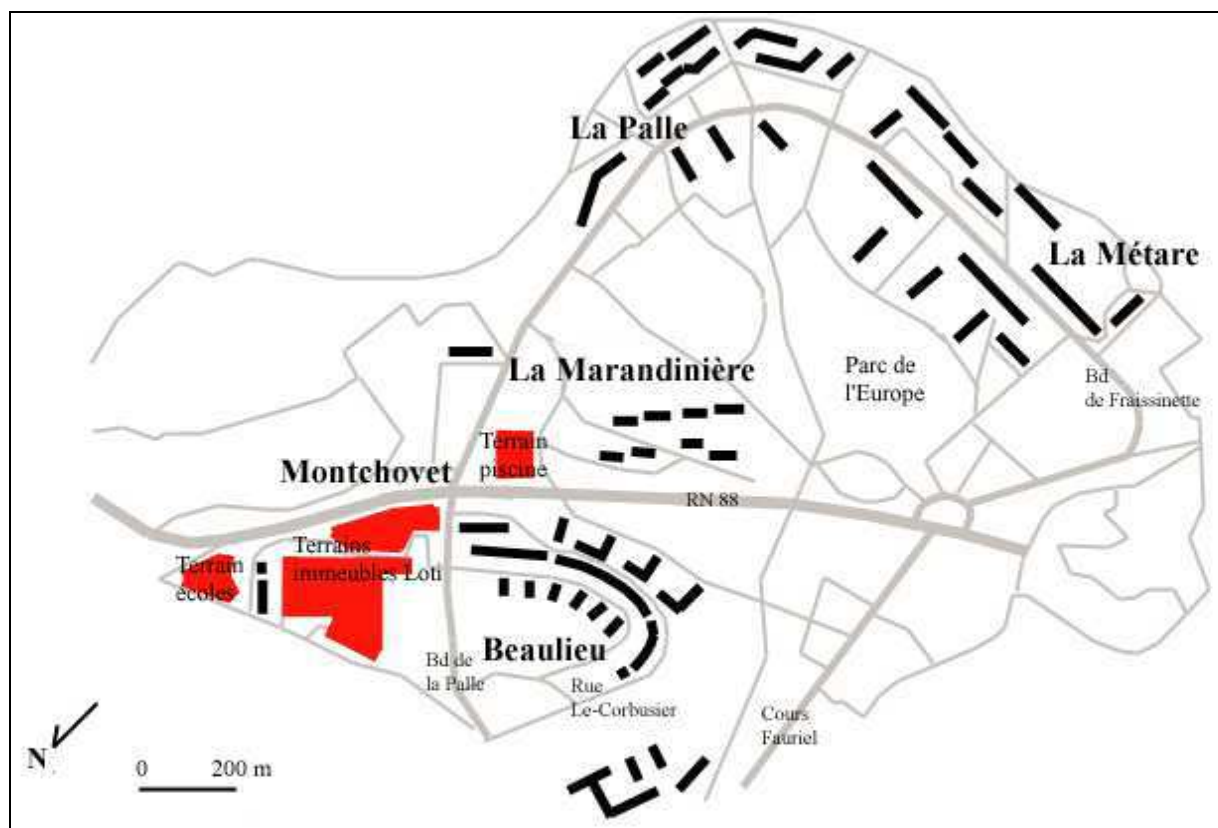 La Palle
La Métare
Parc de
l'Europe
Bd
de Fraissinette
La Marandinière
Terrain
piscine
Montchovet
RN 88
Terrains
immeubles Loti
Terrain
écoles
Beaulieu
Bd de
la Palle
Rue
Le-Corbusier
Cours
Fauriel
N
0 200 m